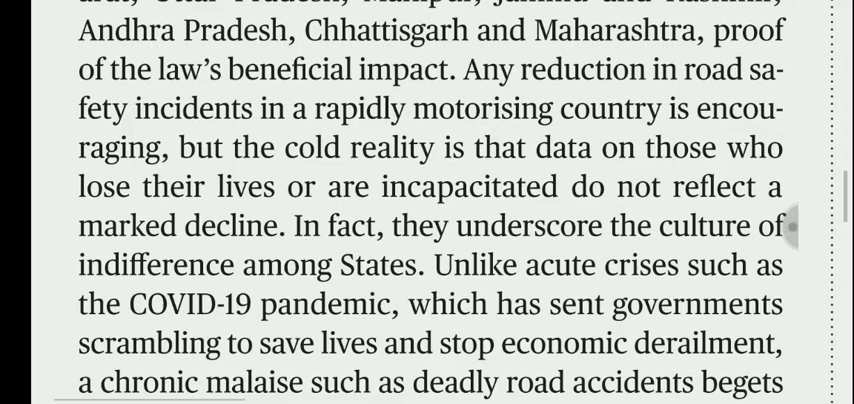 Andhra Pradesh, Chhattisgarh and Maharashtra, proof
of the law's beneficial impact. Any reduction in road sa-
fety incidents in a rapidly motorising country is encou-
raging, but the cold reality is that data on those who
lose their lives or are incapacitated do not reflect a
marked decline. In fact, they underscore the culture of
indifference among States. Unlike acute crises such as
the COVID-19 pandemic, which has sent governments
scrambling to save lives and stop economic derailment,
a chronic malaise such as deadly road accidents begets